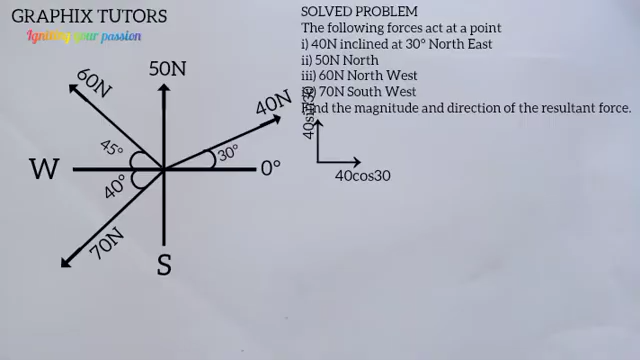 GRAPHIX TUTORS
Igniting your passion
SOLVED PROBLEM
The following forces act at a point
i) 40N inclined at 30° North East
ii) 50N North
iii) 60N North West
70N South West
Find the magnitude and direction of the resultant force.
60N
50N
40N
45°
30°
W
0°
40°
70N
S
40sin30
40cos30